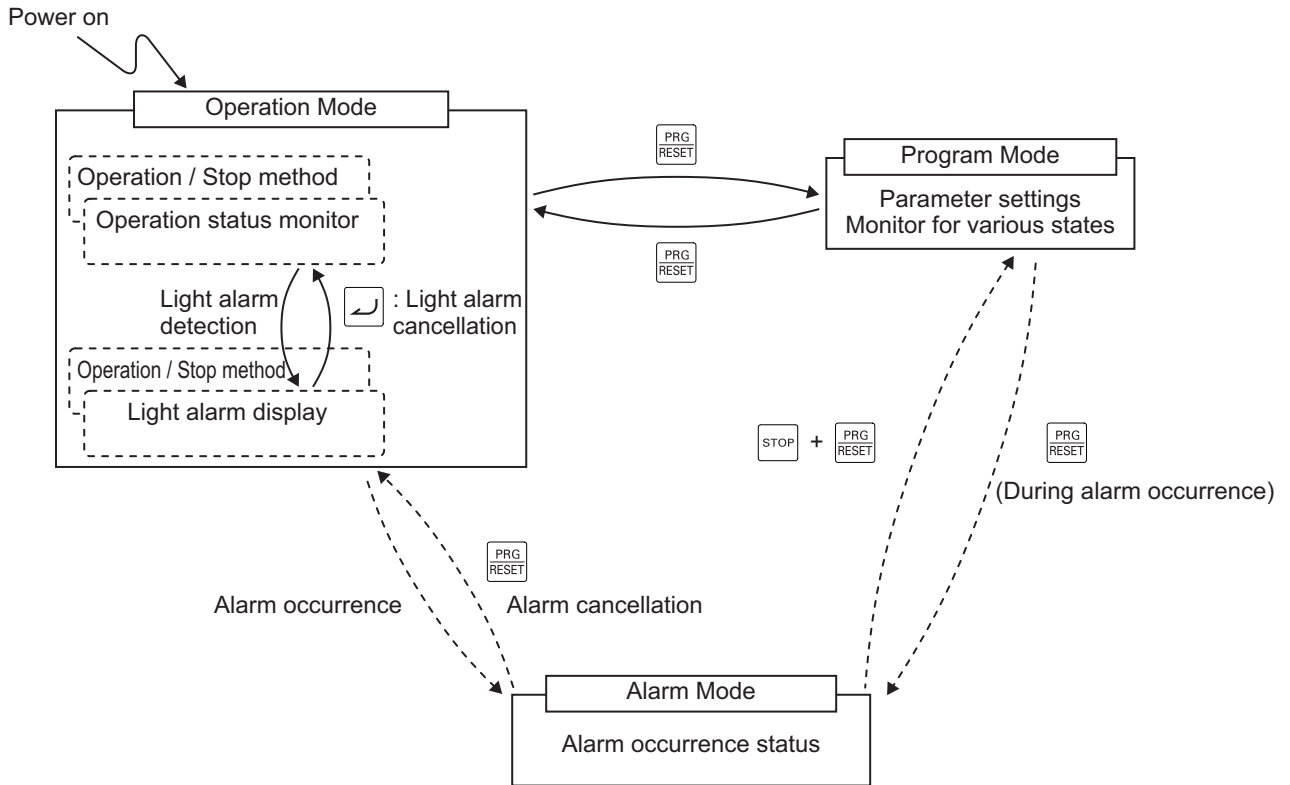 Power on
Operation Mode
Operation / Stop method
Operation status monitor
Light alarm
detection
: Light alarm
cancellation
Operation / Stop method
Light alarm display
PRG
RESET
PRG
RESET
Program Mode
Parameter settings
Monitor for various states
STOP + PRG
RESET
PRG
RESET
(During alarm occurrence)
PRG
RESET
Alarm occurrence
Alarm cancellation
Alarm Mode
Alarm occurrence status